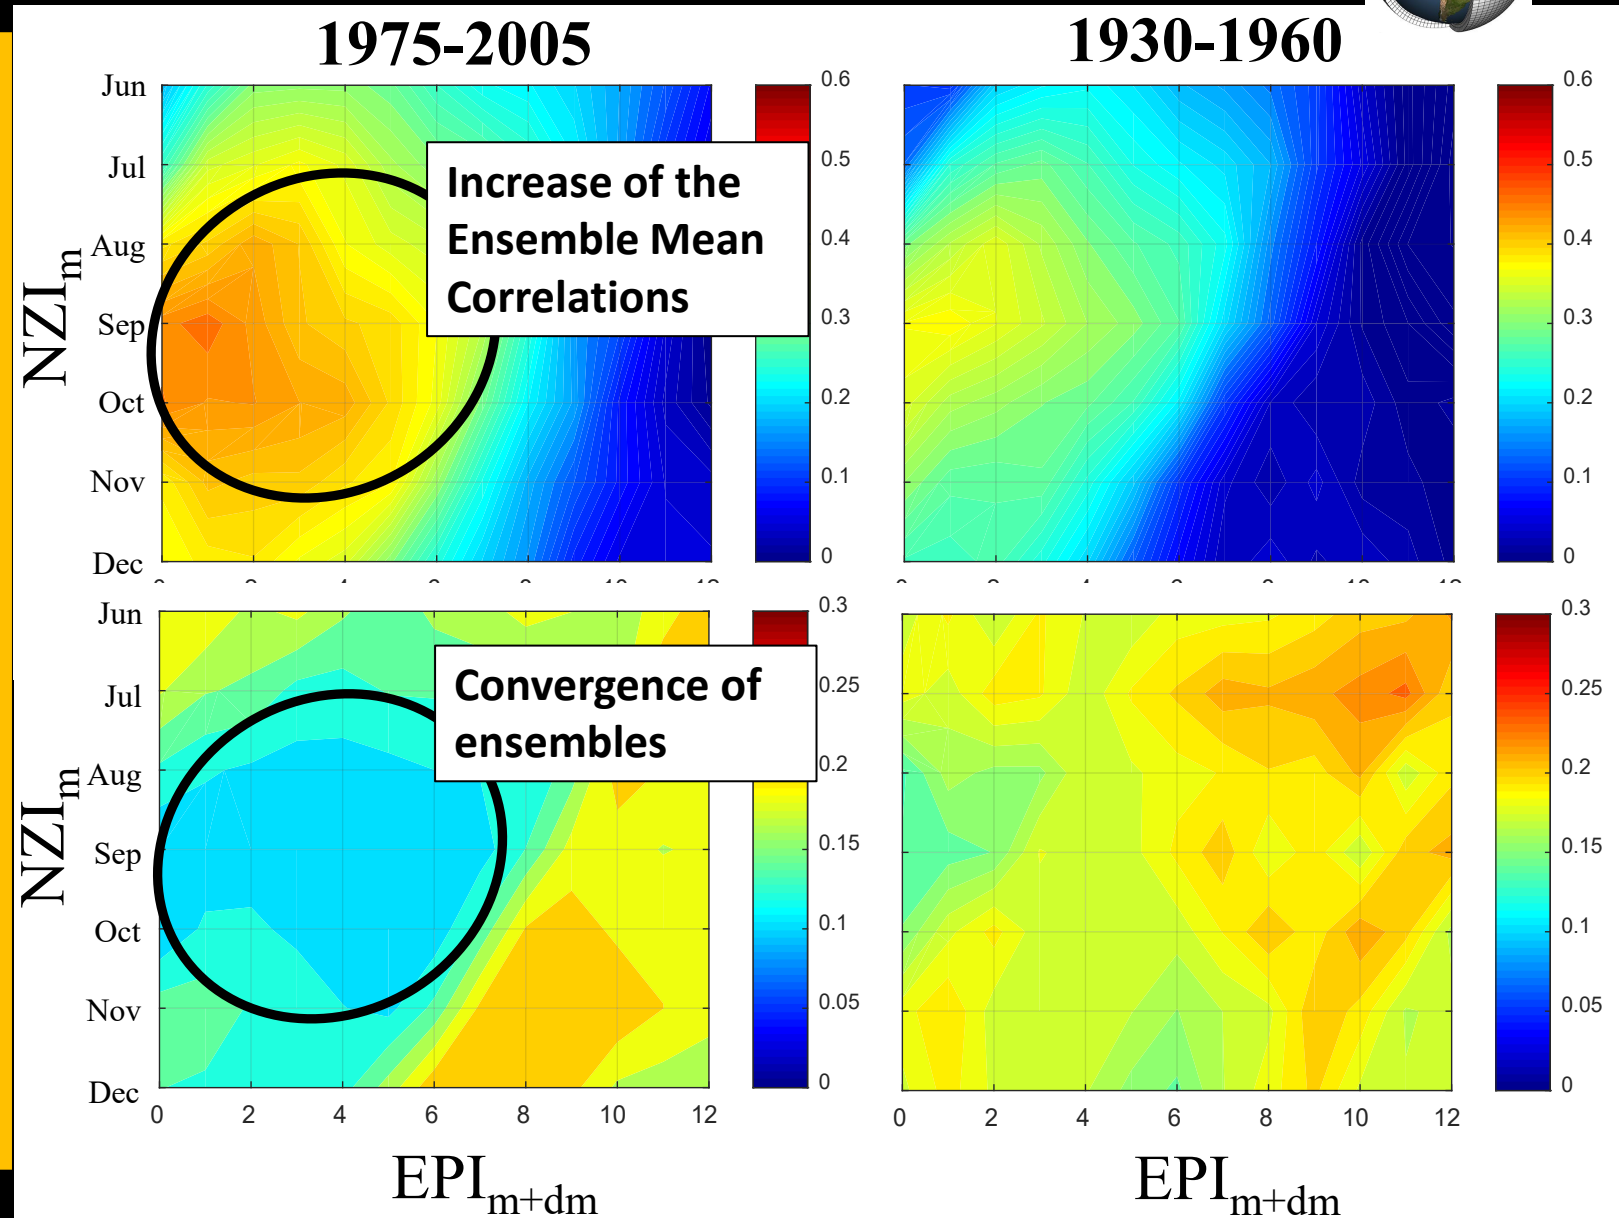 1975-2005
1930-1960
Jun
Jul
Aug
Sep
Oct
Nov
Dec
NZI_m
Increase of the
Ensemble Mean
Correlations
0.6
0.5
0.4
0.3
0.2
0.1
0
0.6
0.5
0.4
0.3
0.2
0.1
0
Jun
Jul
Aug
Sep
Oct
Nov
Dec
NZI_m
Convergence of
ensembles
0.3
0.25
0.2
0.15
0.1
0.05
0
0.3
0.25
0.2
0.15
0.1
0.05
0
0 2 4 6 8 10 12
0 2 4 6 8 10 12
EPI_m+dm
EPI_m+dm